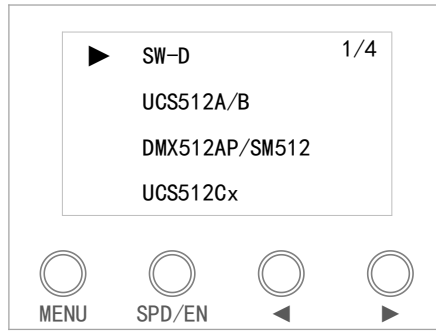 ▶ SW-D 1/4
UCS512A/B
DMX512AP/SM512
UCS512Cx
MENU SPD/EN ◀ ▶